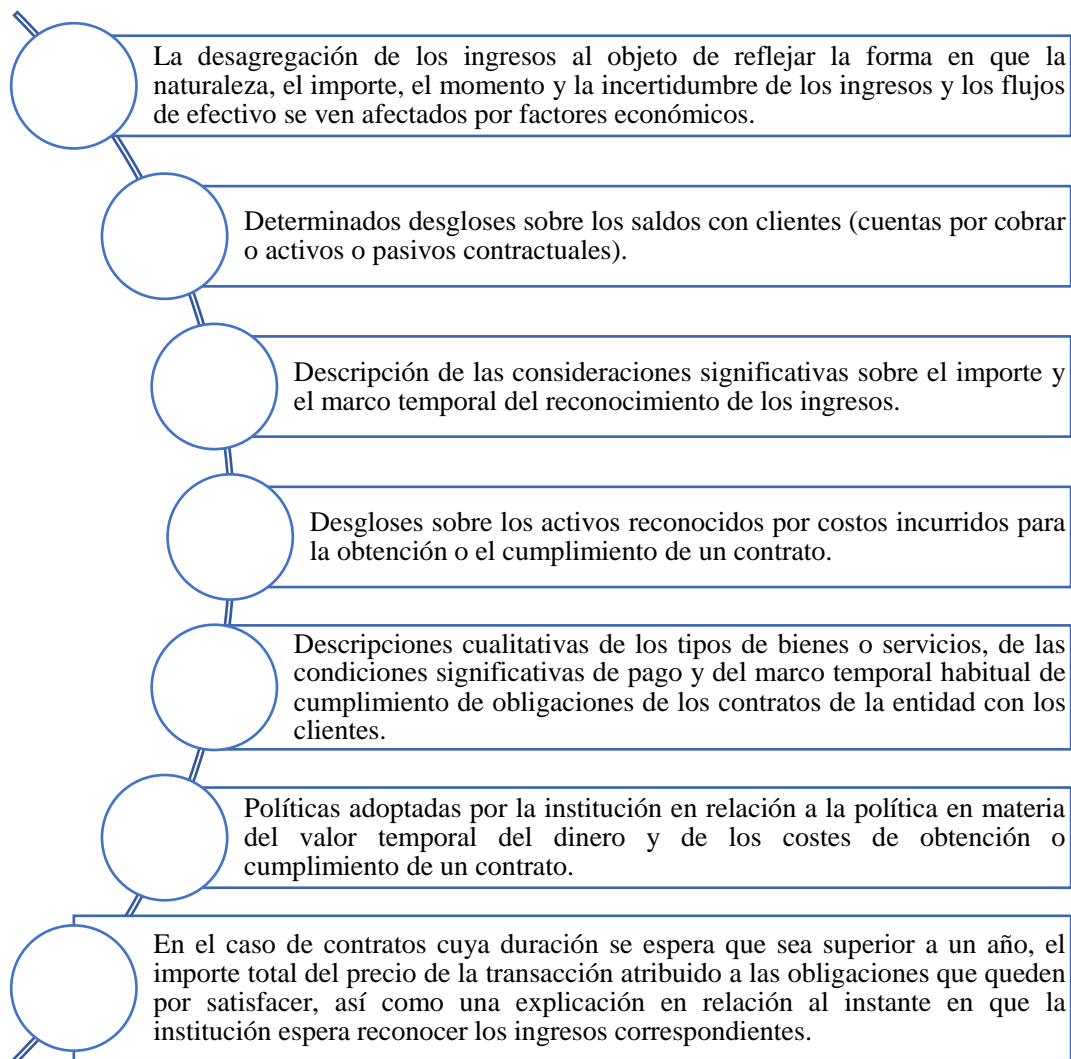 La desagregación de los ingresos al objeto de reflejar la forma en que la
naturaleza, el importe, el momento y la incertidumbre de los ingresos y los flujos
de efectivo se ven afectados por factores económicos.
Determinados desgloses sobre los saldos con clientes (cuentas por cobrar
o activos o pasivos contractuales).
Descripción de las consideraciones significativas sobre el importe y
el marco temporal del reconocimiento de los ingresos.
Desgloses sobre los activos reconocidos por costos incurridos para
la obtención o el cumplimiento de un contrato.
Descripciones cualitativas de los tipos de bienes o servicios, de las
condiciones significativas de pago y del marco temporal habitual de
cumplimiento de obligaciones de los contratos de la entidad con los
clientes.
Políticas adoptadas por la institución en relación a la política en materia
del valor temporal del dinero y de los costes de obtención o
cumplimiento de un contrato.
En el caso de contratos cuya duración se espera que sea superior a un año, el
importe total del precio de la transacción atribuido a las obligaciones que queden
por satisfacer, así como una explicación en relación al instante en que la
institución espera reconocer los ingresos correspondientes.